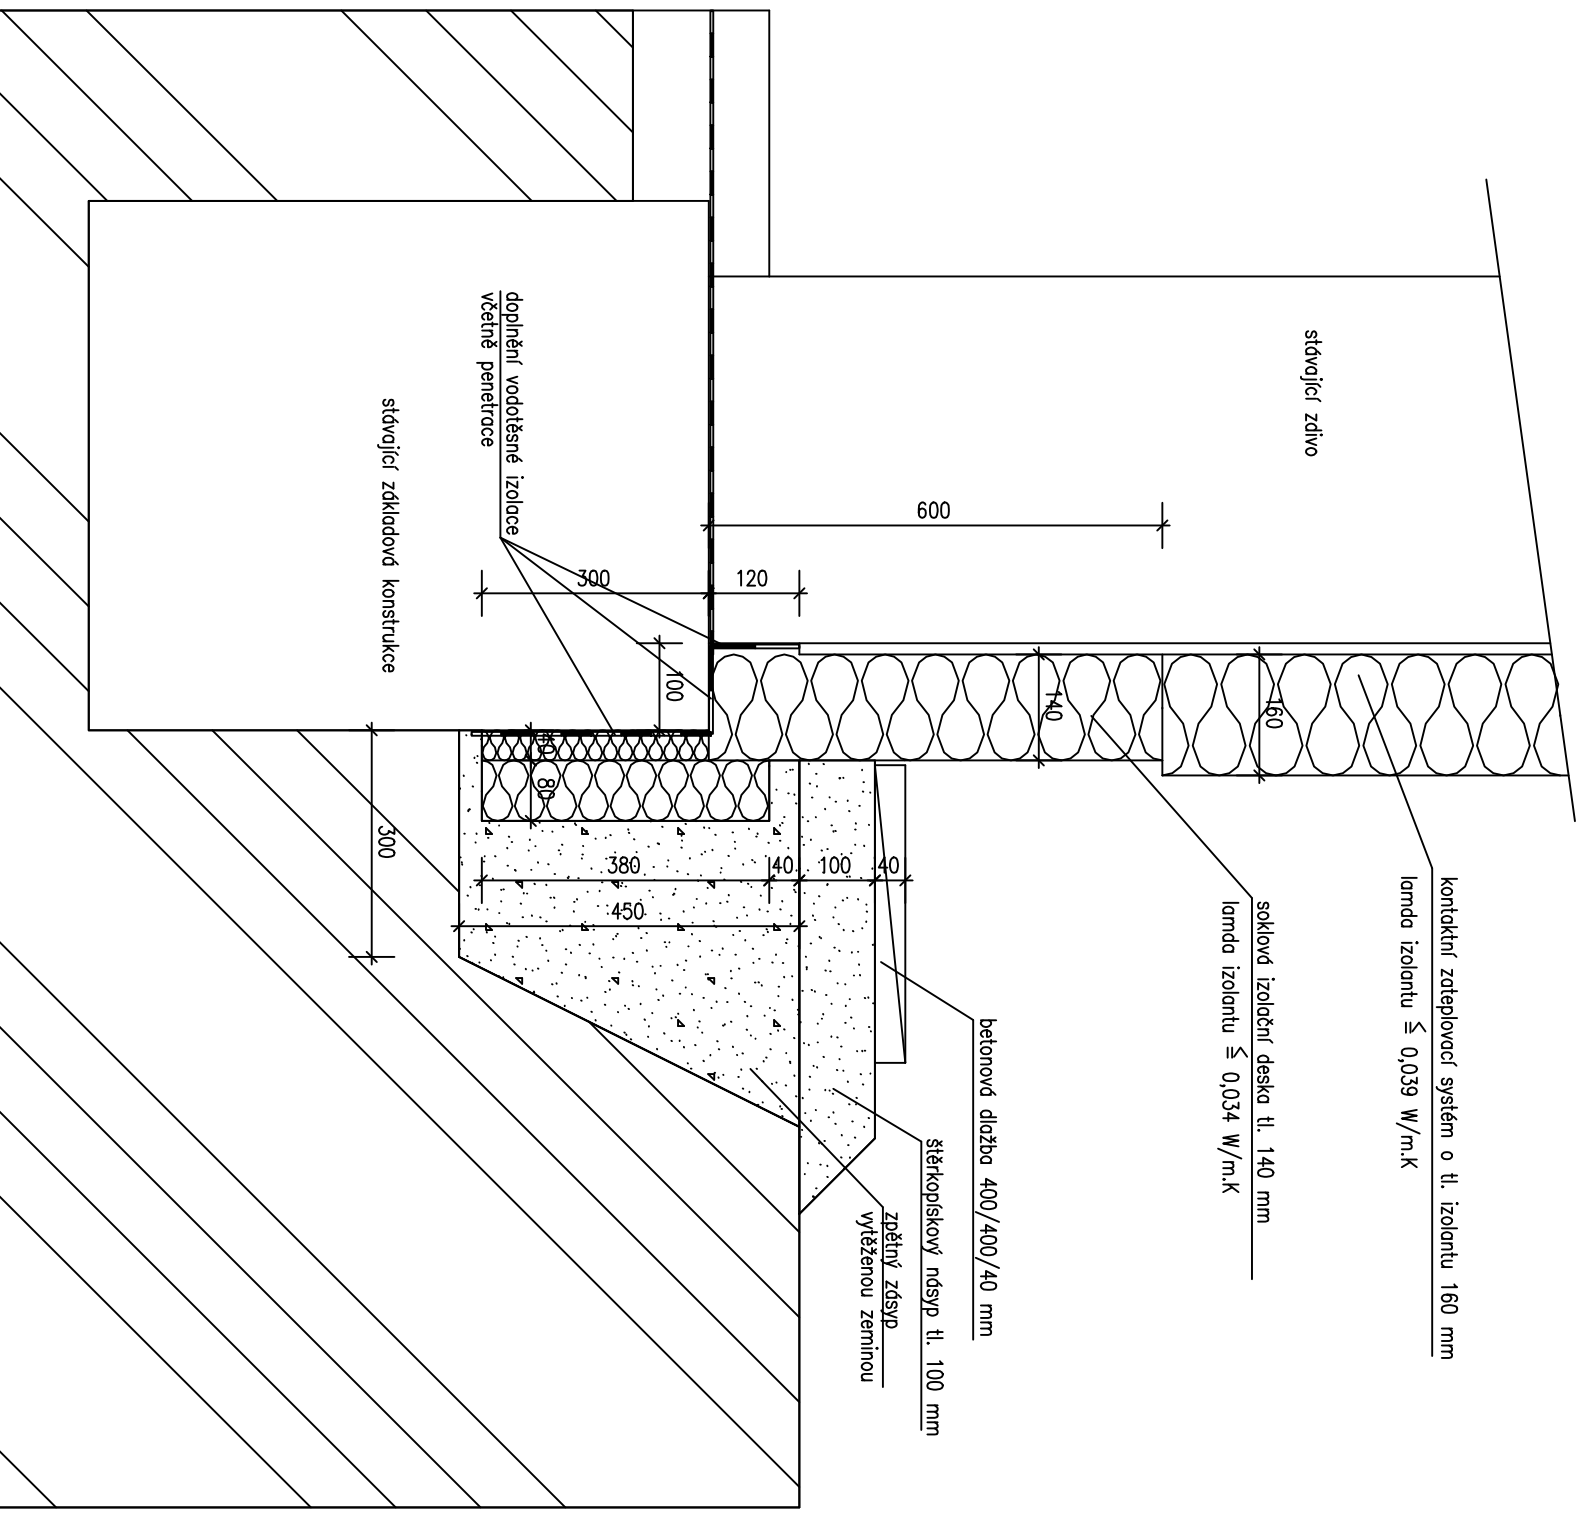 kontaktní zateplovací systém o tl. izolantu 160 mm
lamda izolantu ≦ 0,039 W/m.K
stávající zdivo
soklová izolační deska tl. 140 mm
lamda izolantu ≦ 0,034 W/m.K
160
140
600
betonová dlažba 400/400/40 mm
štěrkopískový násyp tl. 100 mm
zpětný zásyp
vytěženou zeminou
40
100
40
380
450
120
300
100
40
80
doplnění vodotěsné izolace
včetně penetrace
stávající základová konstrukce
300